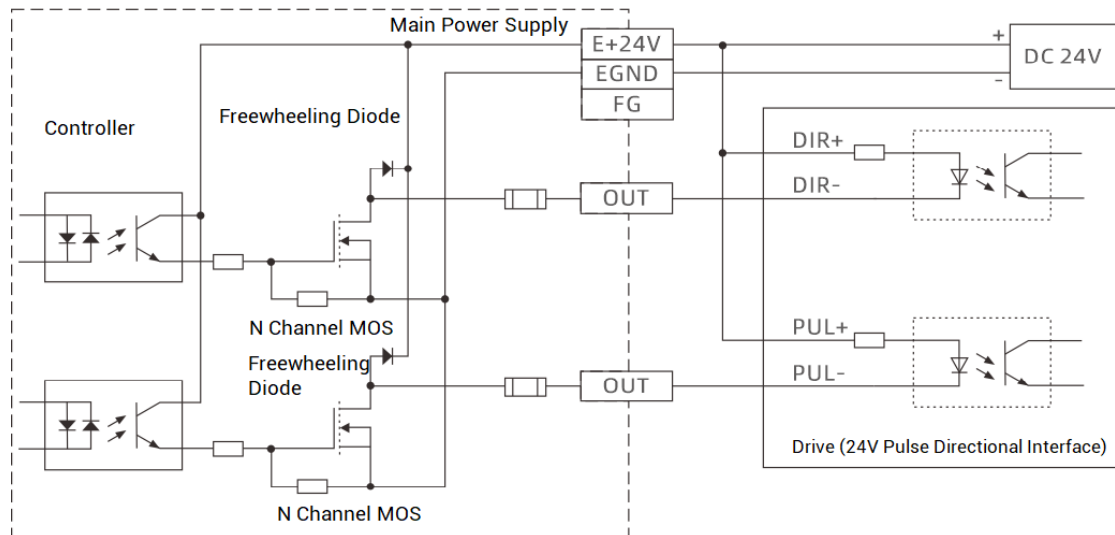 Main Power Supply
E+24V
+
DC 24V
EGND
-
FG
Freewheeling Diode
Controller
DIR+
DIR-
OUT
N Channel MOS
Freewheeling
Diode
PUL+
PUL-
OUT
Drive (24V Pulse Directional Interface)
N Channel MOS